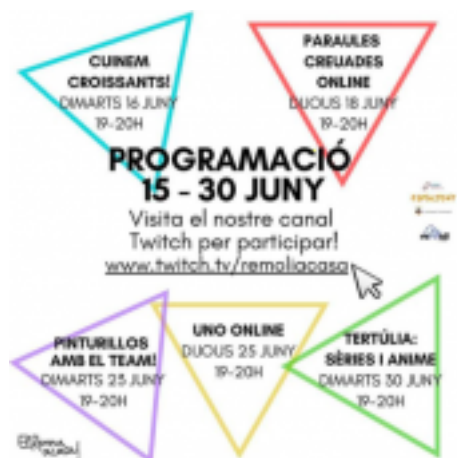 CUINEM
CROISSANTS!
DIMARTS 16 JUNY
19-20H
PARAULES
CREUADES
ONLINE
DIJOUS 18 JUNY
19-20H
PROGRAMACIÓ
15 - 30 JUNY
Visita el nostre canal
Twitch per participar!
www.twitch.tv/remoliacasa
PINTURILLOS
AMB EL TEAM!
DIMARTS 23 JUNY
19-20H
UNO ONLINE
DIJOUS 25 JUNY
19-20H
TERTÚLIA:
SÈRIES I ANIME
DIMARTS 30 JUNY
19-20H